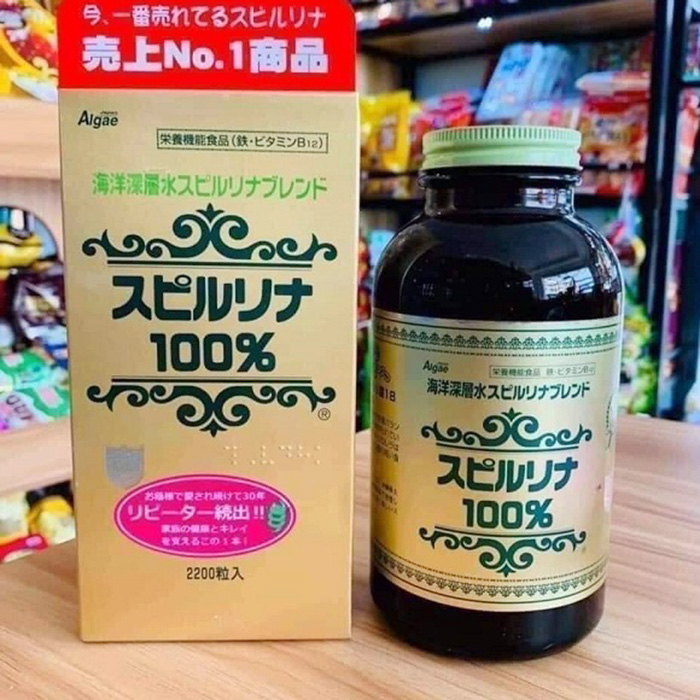 今、一番売れてるスピルリナ
売上No.1商品
Algae
栄養機能食品(鉄・ビタミンB12)
海洋深層水スピルリナブレンド
スピルリナ
100%
®
お陰様で愛され続けて30年
リピーター続出!!
家族の健康とキレイ
を支えるこの1本!
2200粒入
Algae
栄養機能食品 鉄・ビタミンB12
海洋深層水スピルリナブレンド
スピルリナ
100%